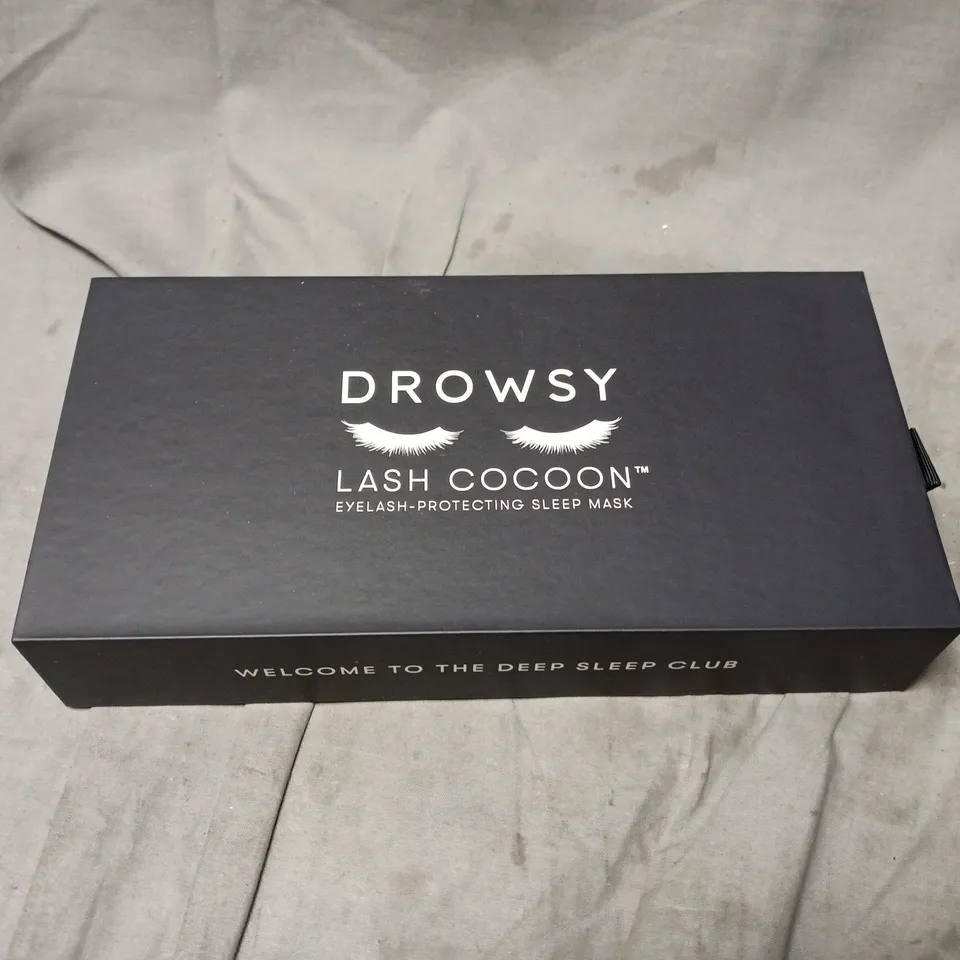 DROWSY
LASH COCOON™
EYELASH-PROTECTING SLEEP MASK
WELCOME TO THE DEEP SLEEP CLUB